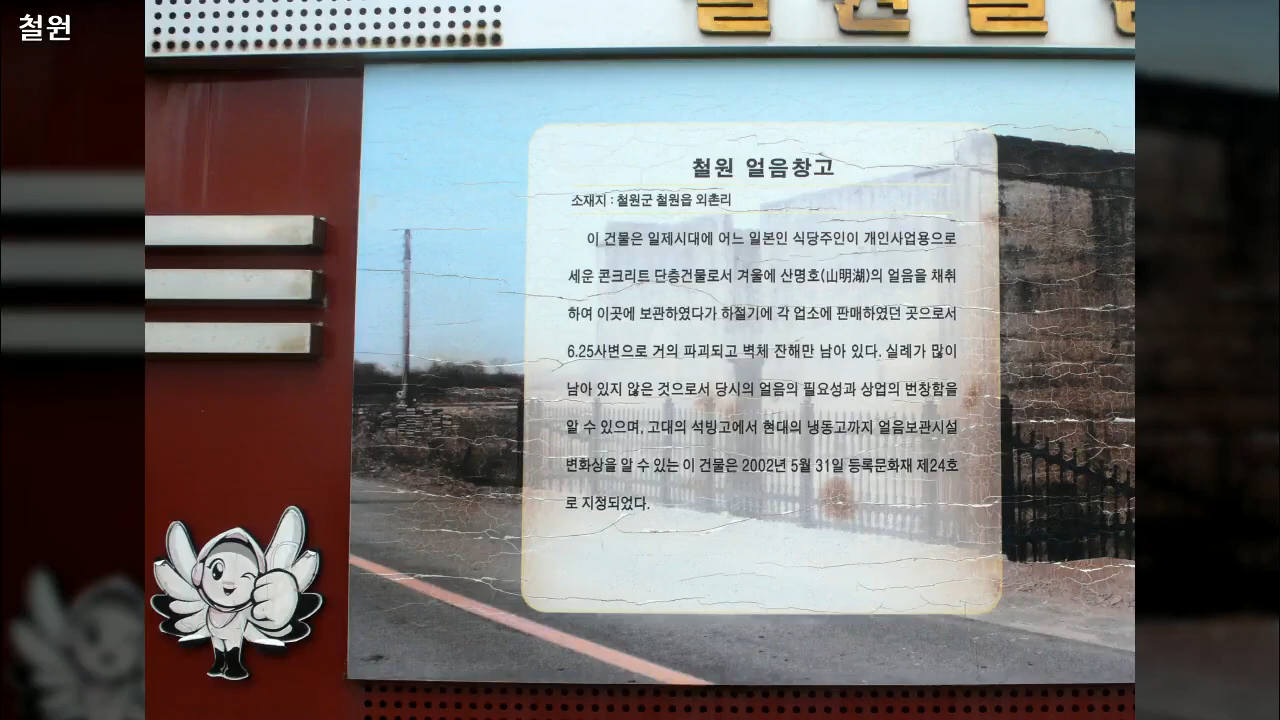 철원
철원 얼음창고
소재지 : 철원군 철원읍 외촌리
이 건물은 일제시대에 어느 일본인 식당주인이 개인사업용으로
세운 콘크리트 단층건물로서 겨울에 산명호(山明湖)의 얼음을 채취
하여 이곳에 보관하였다가 하절기에 각 업소에 판매하였던 곳으로서
6.25사변으로 거의 파괴되고 벽체 잔해만 남아 있다. 실례가 많이
남아 있지 않은 것으로서 당시의 얼음의 필요성과 상업의 번창함을
알 수 있으며, 고대의 석빙고에서 현대의 냉동고까지 얼음보관시설
변화상을 알 수 있는 이 건물은 2002년 5월 31일 등록문화재 제24호
로 지정되었다.